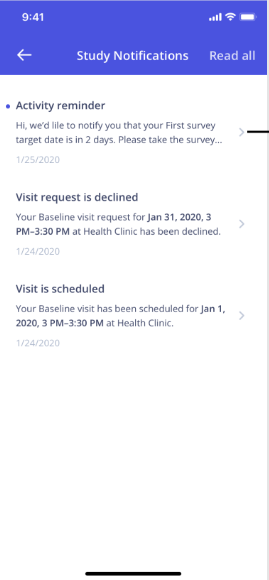 9:41
Study Notifications Read all
Activity reminder
Hi, we'd lile to notify you that your First survey
target date is in 2 days. Please take the survey...
1/25/2020
Visit request is declined
Your Baseline visit request for Jan 31, 2020, 3
PM–3:30 PM at Health Clinic has been declined.
1/24/2020
Visit is scheduled
Your Baseline visit has been scheduled for Jan 1,
2020, 3 PM–3:30 PM at Health Clinic.
1/24/2020